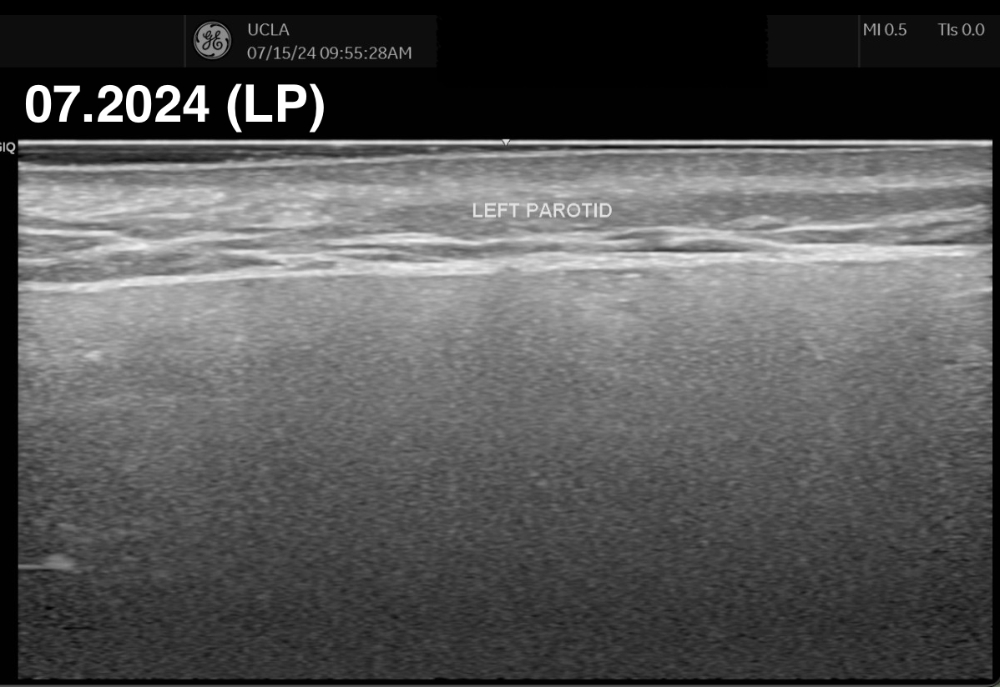 UCLA
07/15/24 09:55:28AM
MI 0.5 TIs 0.0
07.2024 (LP)
LEFT PAROTID